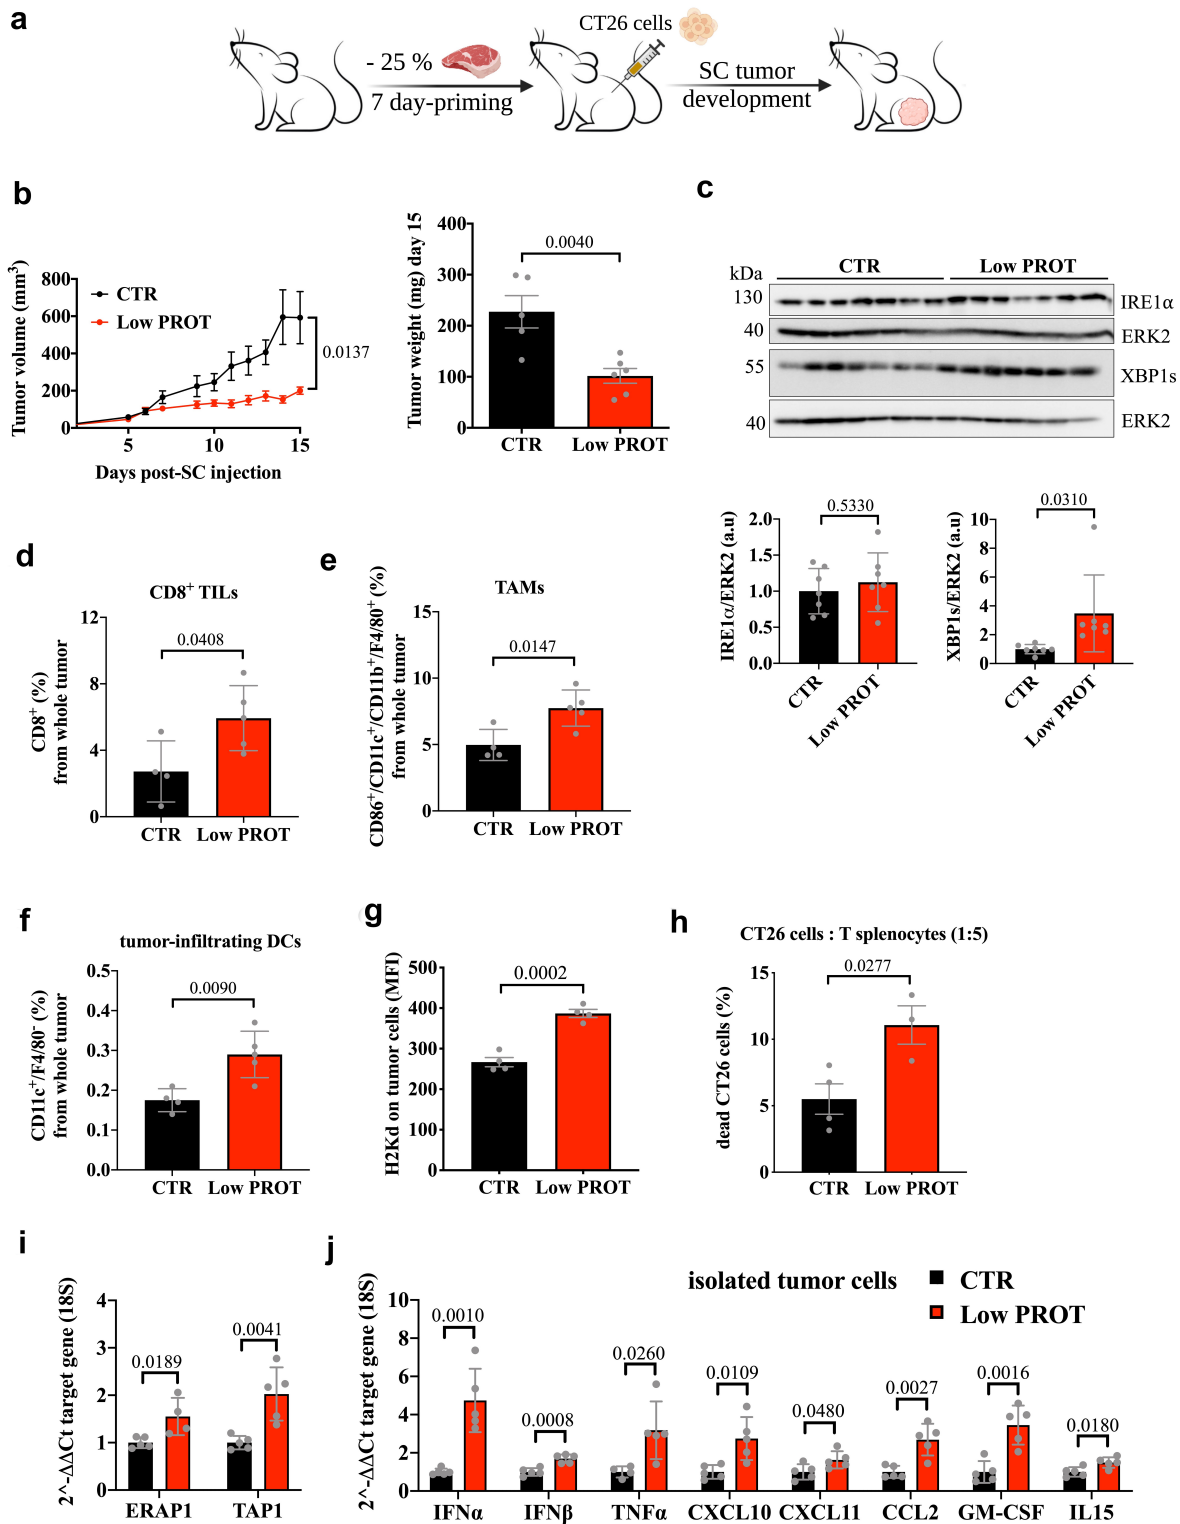 a
CT26 cells
- 25 %
7 day-priming
SC tumor
development
b
Tumor volume (mm³)
800
600
400
200
0
5
10
15
Days post-SC injection
CTR
Low PROT
0.0137
Tumor weight (mg) day 15
400
300
200
100
0
0.0040
CTR
Low PROT
c
kDa
CTR
Low PROT
130
IRE1α
40
ERK2
55
XBP1s
40
ERK2
IRE1α/ERK2 (a.u)
2.0
1.5
1.0
0.5
0.0
0.5330
CTR
Low PROT
XBP1s/ERK2 (a.u)
10
8
6
4
2
0
0.0310
CTR
Low PROT
d
CD8⁺ TILs
CD8⁺ (%)
from whole tumor
12
8
4
0
0.0408
CTR
Low PROT
e
TAMs
CD86⁺/CD11c⁺/CD11b⁺/F4/80⁺ (%)
from whole tumor
15
10
5
0
0.0147
CTR
Low PROT
f
tumor-infiltrating DCs
CD11c⁺/F4/80⁻ (%)
from whole tumor
0.5
0.4
0.3
0.2
0.1
0.0
0.0090
CTR
Low PROT
g
H2Kd on tumor cells (MFI)
500
400
300
200
100
0
0.0002
CTR
Low PROT
h
CT26 cells : T splenocytes (1:5)
dead CT26 cells (%)
15
10
5
0
0.0277
CTR
Low PROT
i
2^-ΔΔCt target gene (18S)
4
3
2
1
0
0.0189
0.0041
ERAP1
TAP1
j
isolated tumor cells
CTR
Low PROT
2^-ΔΔCt target gene (18S)
10
8
6
4
2
0
0.0010
0.0008
0.0260
0.0109
0.0480
0.0027
0.0016
0.0180
IFNα
IFNβ
TNFα
CXCL10
CXCL11
CCL2
GM-CSF
IL15